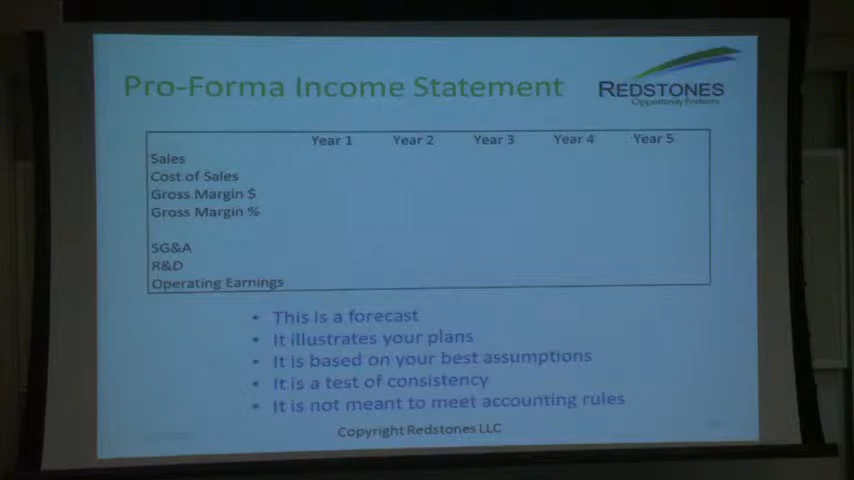 Pro-Forma Income Statement
REDSTONES
Opportunity Partners
Year 1 Year 2 Year 3 Year 4 Year 5
Sales
Cost of Sales
Gross Margin $
Gross Margin %
SG&A
R&D
Operating Earnings
• This is a forecast
• It illustrates your plans
• It is based on your best assumptions
• It is a test of consistency
• It is not meant to meet accounting rules
Copyright Redstones LLC